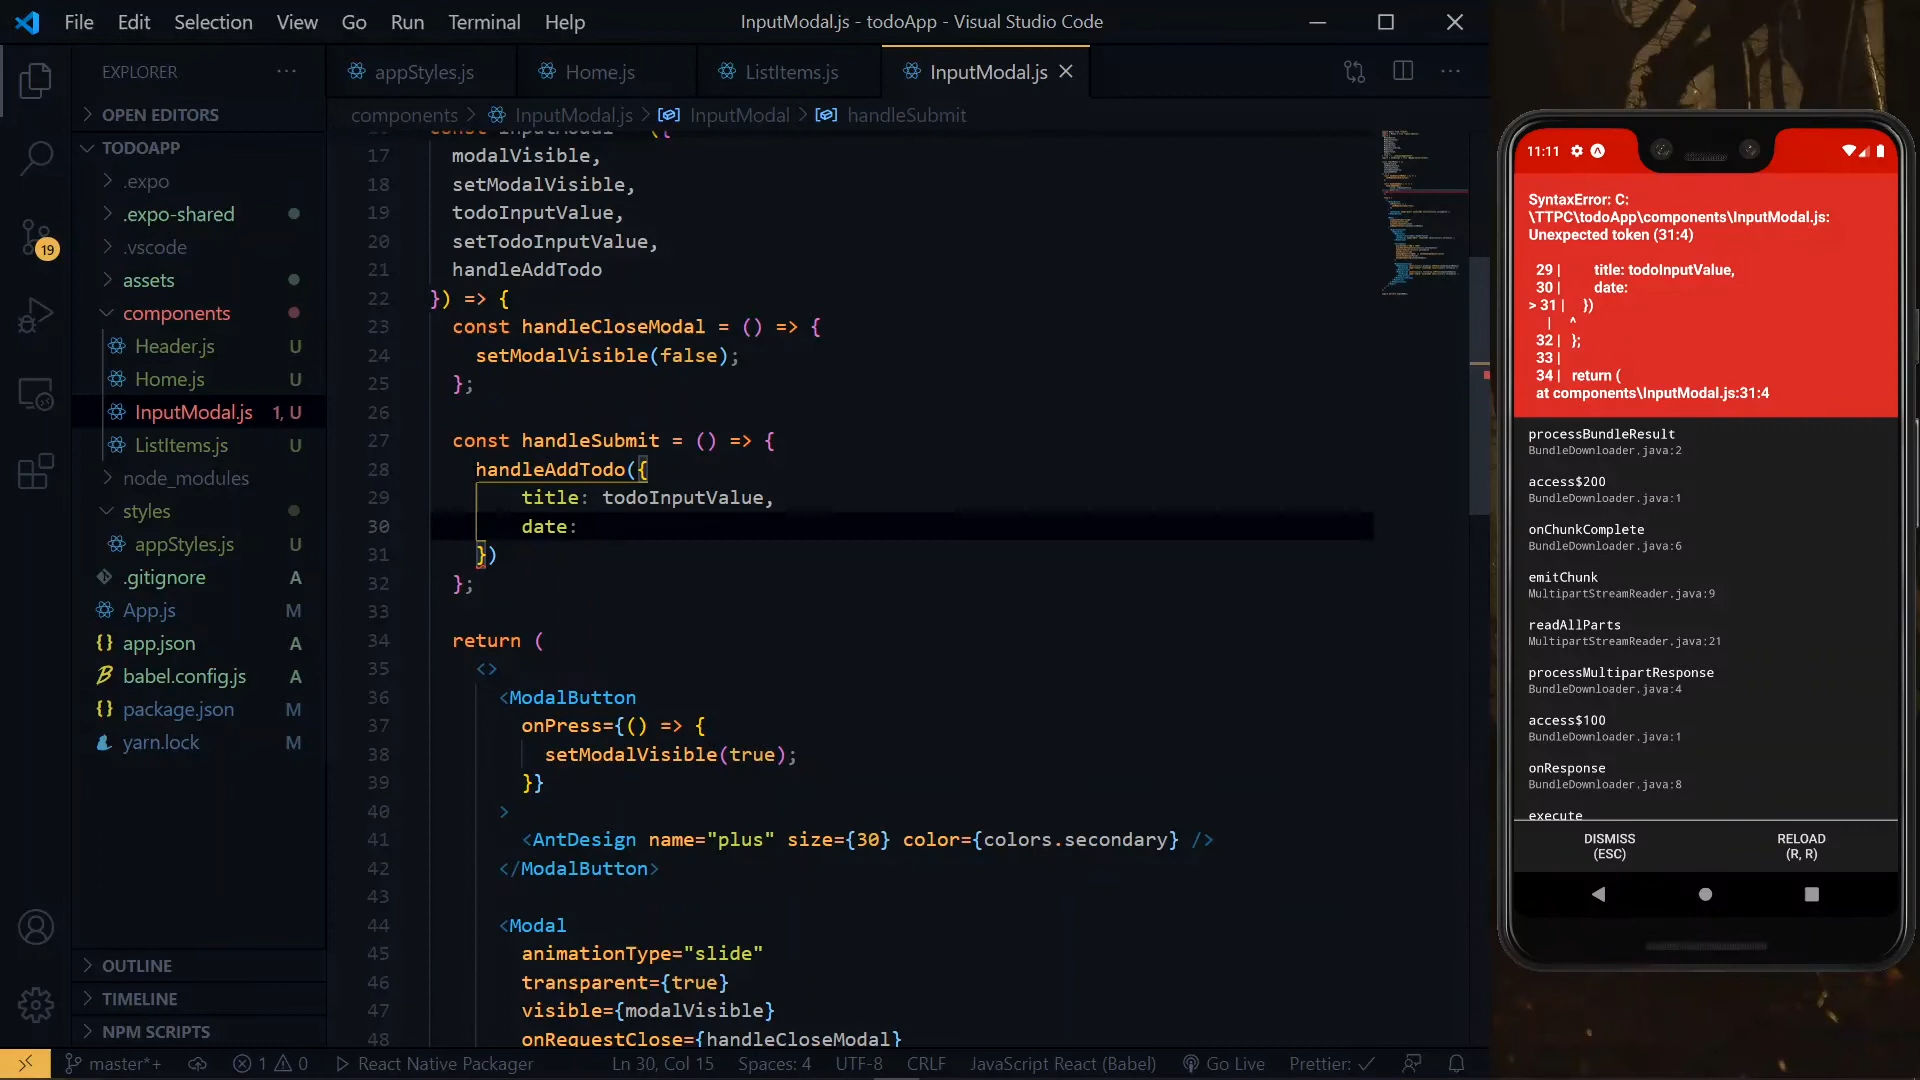 File Edit Selection View Go Run Terminal Help
InputModal.js - todoApp - Visual Studio Code
EXPLORER
OPEN EDITORS
TODOAPP
.expo
.expo-shared
.vscode
assets
components
Header.js U
Home.js U
InputModal.js 1, U
ListItems.js U
node_modules
styles
appStyles.js U
.gitignore A
App.js M
app.json A
babel.config.js A
package.json M
yarn.lock M
OUTLINE
TIMELINE
NPM SCRIPTS
19
appStyles.js Home.js ListItems.js InputModal.js
components > InputModal.js > InputModal > handleSubmit
const InputModal = ({
17 modalVisible,
18 setModalVisible,
19 todoInputValue,
20 setTodoInputValue,
21 handleAddTodo
22 }) => {
23 const handleCloseModal = () => {
24 setModalVisible(false);
25 };
26
27 const handleSubmit = () => {
28 handleAddTodo({
29 title: todoInputValue,
30 date:
31 })
32 };
33
34 return (
35 <>
36 <ModalButton
37 onPress={() => {
38 setModalVisible(true);
39 }}
40 >
41 <AntDesign name="plus" size={30} color={colors.secondary} />
42 </ModalButton>
43
44 <Modal
45 animationType="slide"
46 transparent={true}
47 visible={modalVisible}
48 onRequestClose={handleCloseModal}
master*+ 1 0 React Native Packager Ln 30, Col 15 Spaces: 4 UTF-8 CRLF JavaScript React (Babel) Go Live Prettier: ✓
11:11
SyntaxError: C:
\TTPC\todoApp\components\InputModal.js:
Unexpected token (31:4)
29 | title: todoInputValue,
30 | date:
> 31 | })
| ^
32 | };
33 |
34 | return (
at components\InputModal.js:31:4
processBundleResult
BundleDownloader.java:2
access$200
BundleDownloader.java:1
onChunkComplete
BundleDownloader.java:6
emitChunk
MultipartStreamReader.java:9
readAllParts
MultipartStreamReader.java:21
processMultipartResponse
BundleDownloader.java:4
access$100
BundleDownloader.java:1
onResponse
BundleDownloader.java:8
execute
DISMISS
(ESC)
RELOAD
(R, R)